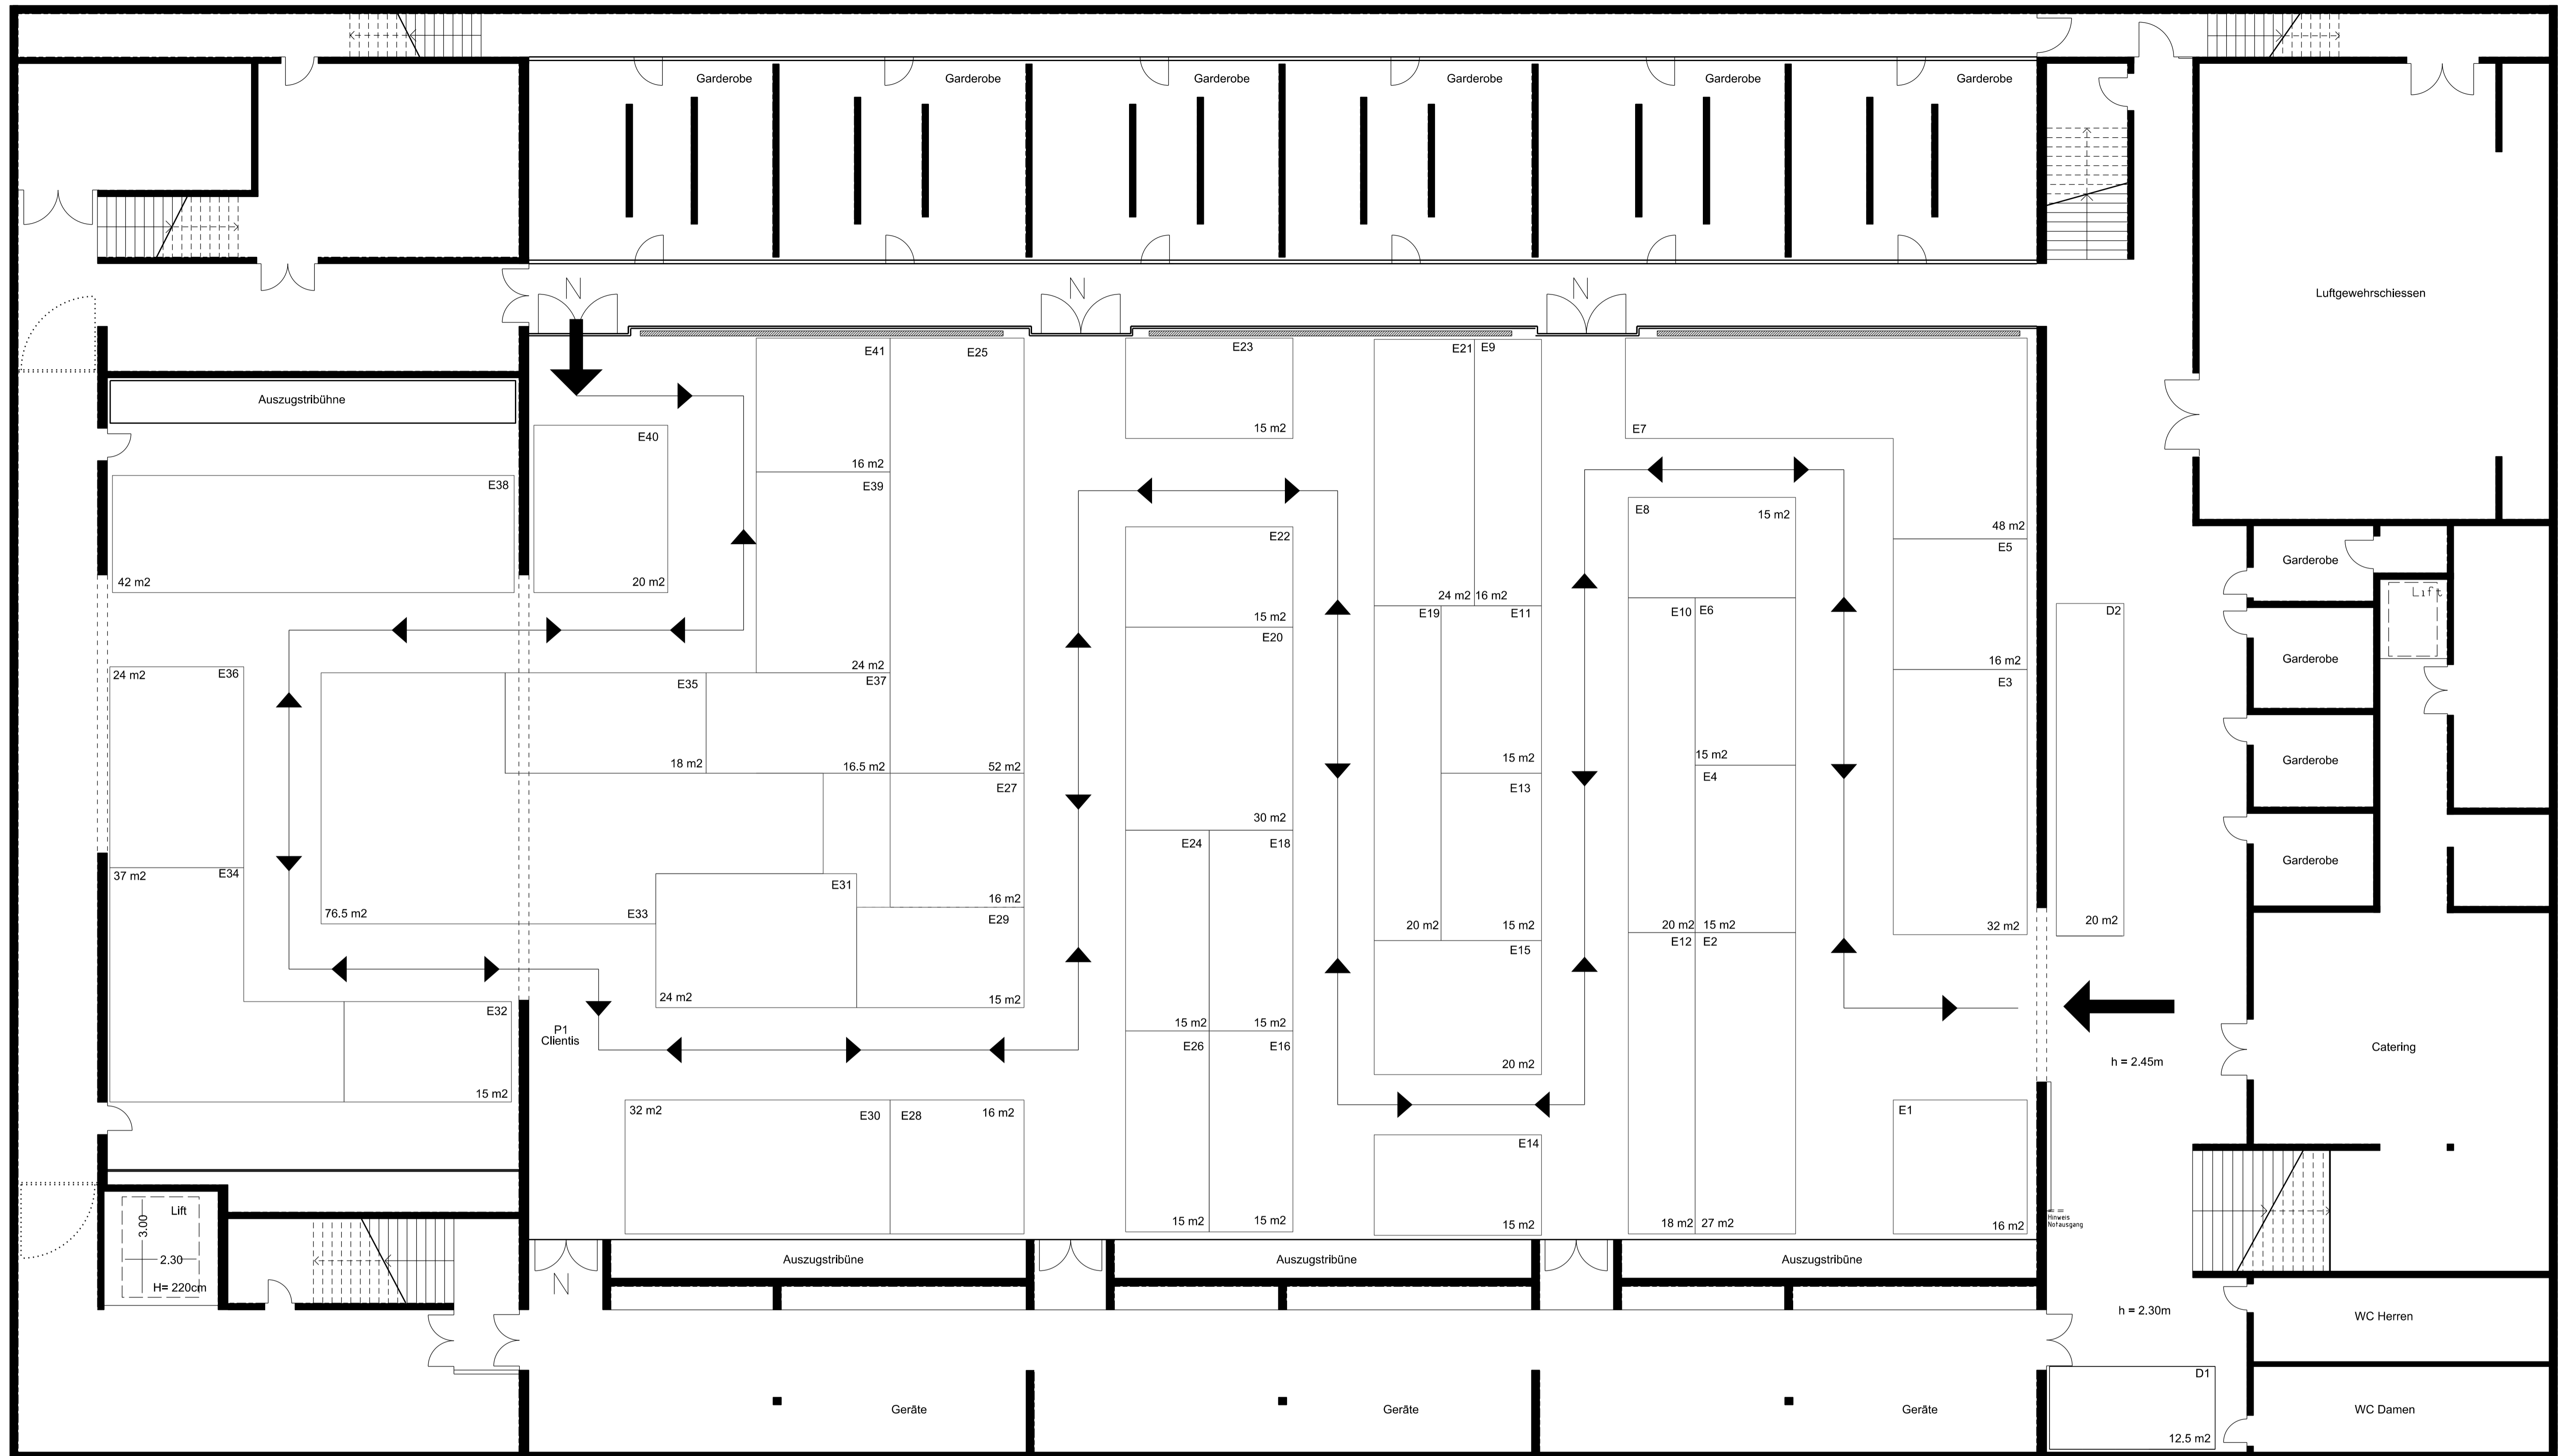 Garderobe
Garderobe
Garderobe
Garderobe
Garderobe
Garderobe
N
N
N
Luftgewehrschiessen
E41
E25
E23
E21
E9
Auszugstribühne
E40
15 m2
E7
16 m2
E38
E39
E8
15 m2
48 m2
E22
E5
Garderobe
42 m2
20 m2
Lift
24 m2
16 m2
E10
E6
D2
E19
E11
15 m2
E20
24 m2
16 m2
Garderobe
24 m2
E36
E35
E37
E3
15 m2
15 m2
Garderobe
18 m2
16.5 m2
52 m2
E4
E27
E13
30 m2
E24
E18
Garderobe
37 m2
E34
E31
16 m2
76.5 m2
E33
E29
20 m2
15 m2
20 m2
15 m2
32 m2
20 m2
E12
E2
E15
24 m2
15 m2
E32
15 m2
15 m2
P1
Clientis
E26
E16
Catering
20 m2
h = 2.45m
15 m2
32 m2
E30
E28
16 m2
E1
E14
Lift
3.00
15 m2
15 m2
15 m2
18 m2
27 m2
16 m2
Hinweis
Notausgang
2.30
H= 220cm
N
Auszugstribüne
Auszugstribüne
Auszugstribüne
h = 2.30m
WC Herren
D1
Geräte
Geräte
Geräte
WC Damen
12.5 m2